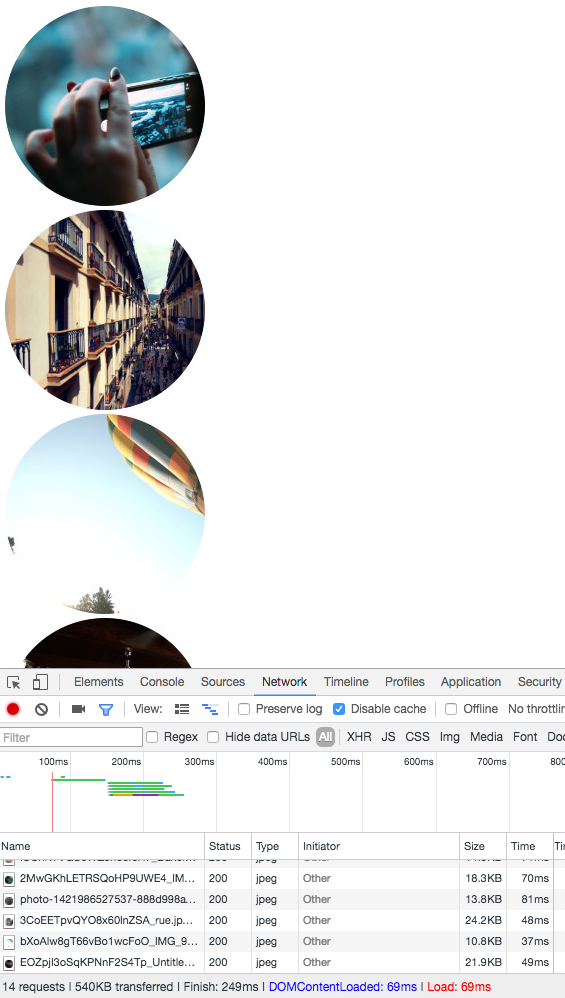 Elements Console Sources Network Timeline Profiles Application Security
View: Preserve log Disable cache Offline No throttlin
Filter Regex Hide data URLs All XHR JS CSS Img Media Font Doc
100ms 200ms 300ms 400ms 500ms 600ms 700ms 800
Name Status Type Initiator Size Time Tir
200 jpeg Other
2MwGKhLETRSQoHP9UWE4_IM... 200 jpeg Other 18.3KB 70ms
photo-1421986527537-888d998a... 200 jpeg Other 13.8KB 81ms
3CoEETpvQYO8x60lnZSA_rue.jp... 200 jpeg Other 24.2KB 48ms
bXoAlw8gT66vBo1wcFoO_IMG_9... 200 jpeg Other 10.8KB 37ms
EOZpjI3oSqKPNnF2S4Tp_Untitle... 200 jpeg Other 21.9KB 49ms
14 requests | 540KB transferred | Finish: 249ms | DOMContentLoaded: 69ms | Load: 69ms